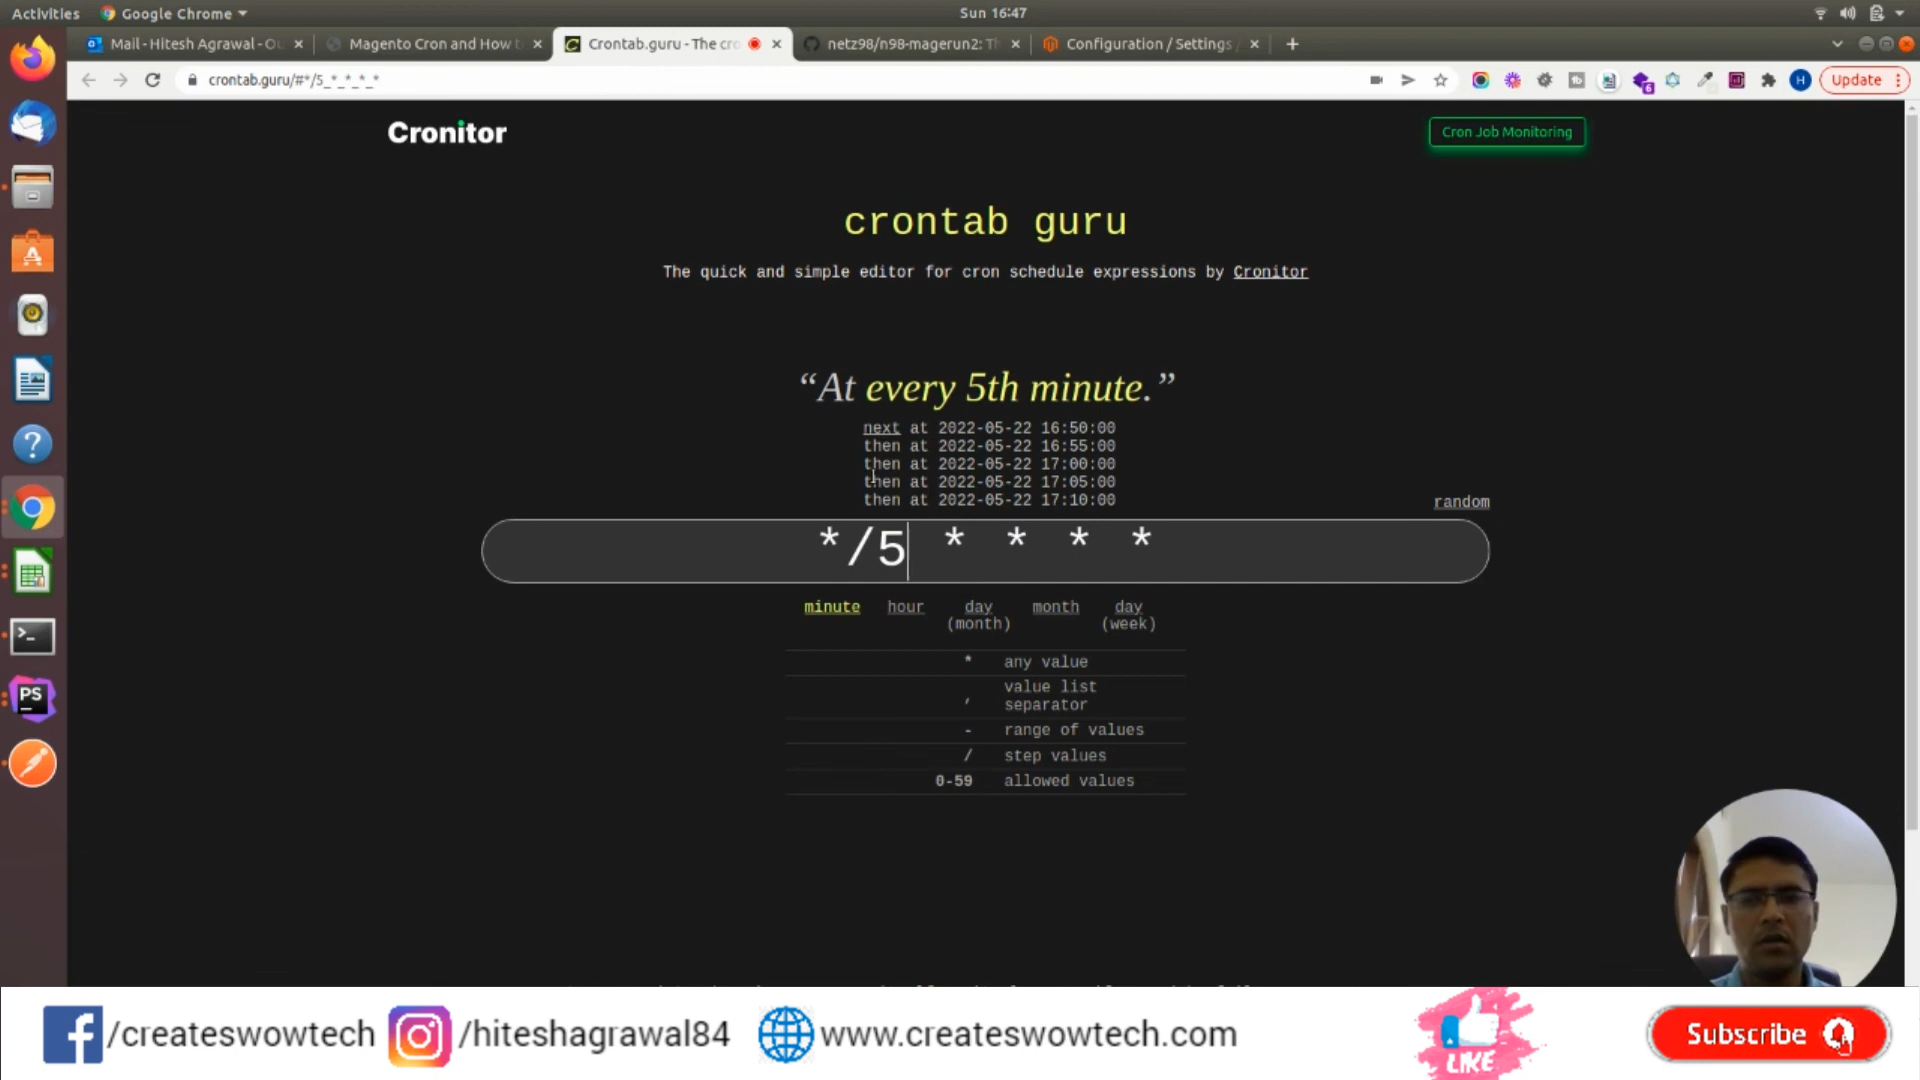 Activities Google Chrome Sun 16:47
Mail - Hitesh Agrawal - Ou Magento Cron and How t Crontab.guru - The cro netz98/n98-magerun2: Th Configuration / Settings /
crontab.guru/#*/5_*_*_*_* H Update
Cronitor Cron Job Monitoring
crontab guru
The quick and simple editor for cron schedule expressions by Cronitor
“At every 5th minute.”
next at 2022-05-22 16:50:00
then at 2022-05-22 16:55:00
then at 2022-05-22 17:00:00
then at 2022-05-22 17:05:00
then at 2022-05-22 17:10:00
random
*/5 * * * *
minute hour day (month) month day (week)
* any value
, value list separator
- range of values
/ step values
0-59 allowed values
/createswowtech /hiteshagrawal84 www.createswowtech.com LIKE Subscribe